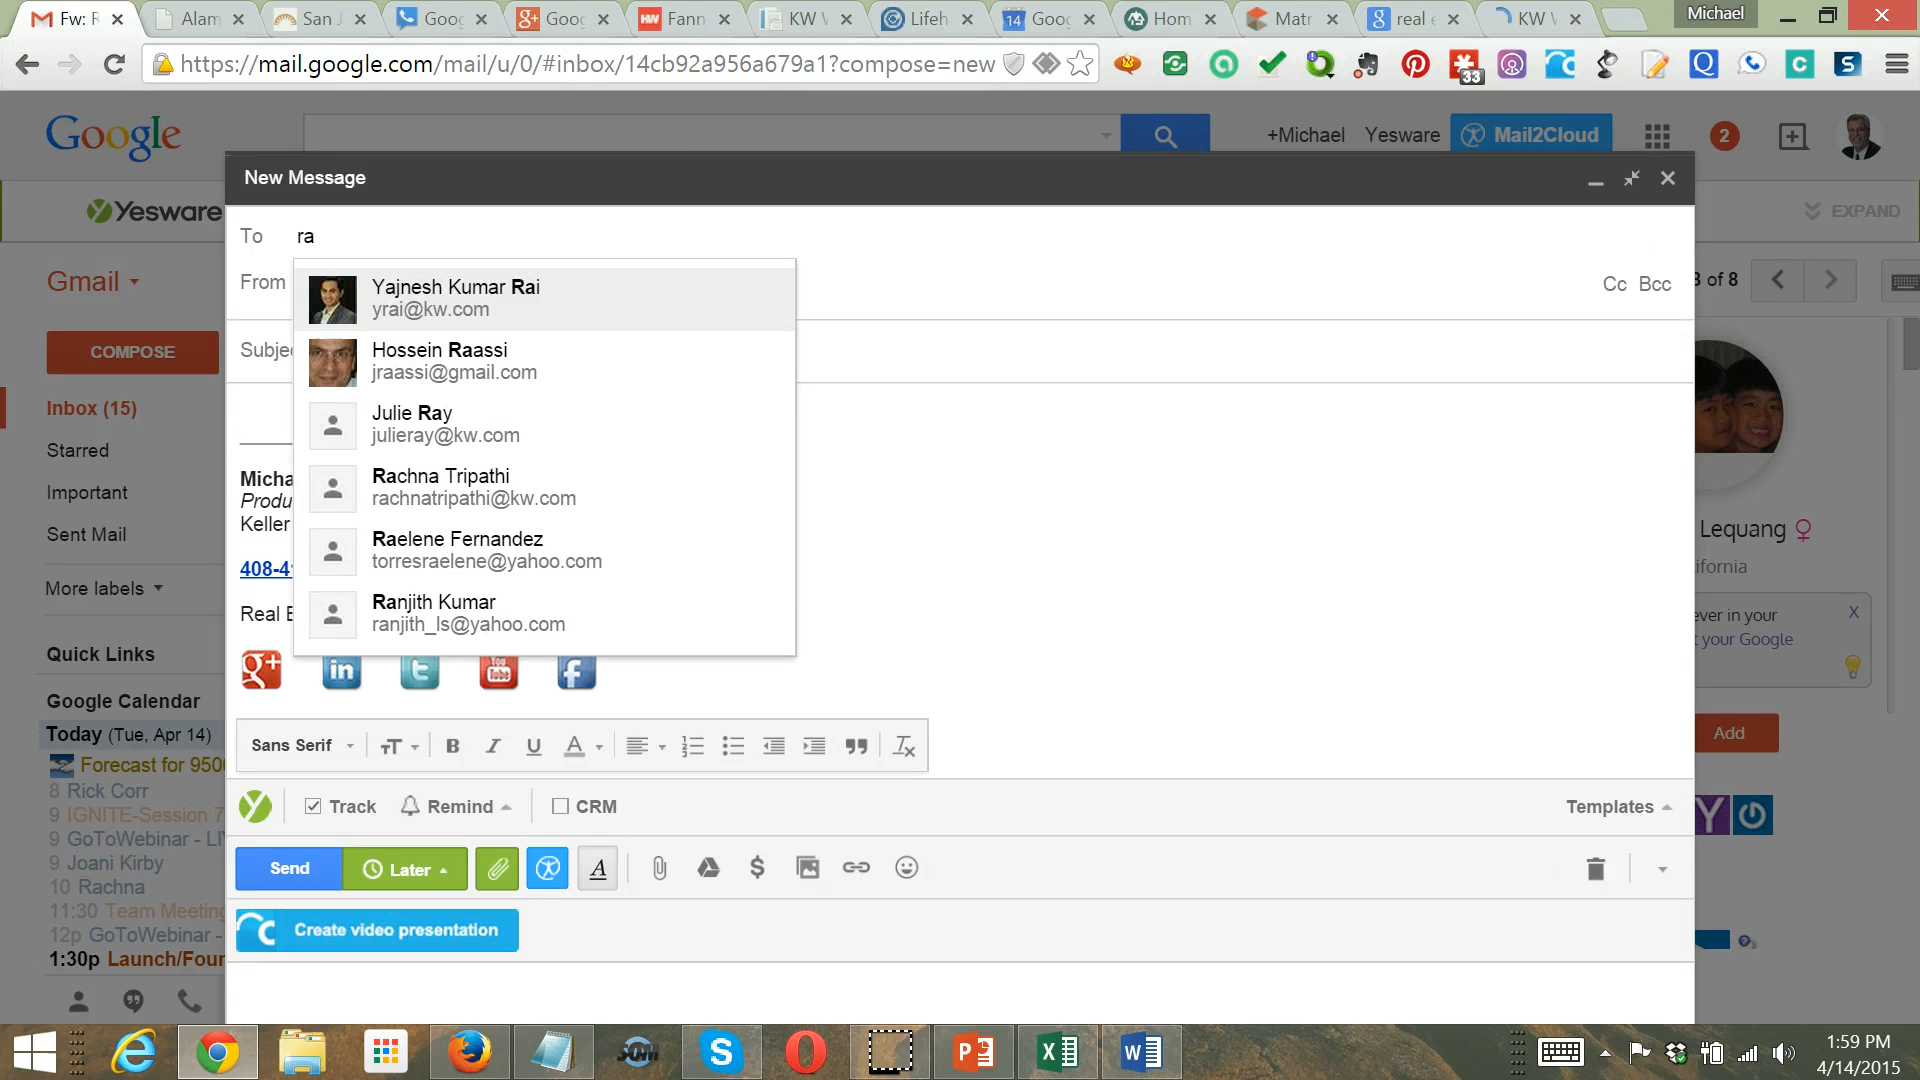 Fw: R
Alam
San J
Goo
Goo
Fann
KW V
Lifeh
Goo
Hom
Matr
real e
KW V
Michael
https://mail.google.com/mail/u/0/#inbox/14cb92a956a679a1?compose=new
33
Google
+Michael
Yesware
Mail2Cloud
2
Yesware
EXPAND
New Message
To ra
From
Cc Bcc
Subjec
Yajnesh Kumar Rai
yrai@kw.com
Hossein Raassi
jraassi@gmail.com
Julie Ray
julieray@kw.com
Rachna Tripathi
rachnatripathi@kw.com
Raelene Fernandez
torresraelene@yahoo.com
Ranjith Kumar
ranjith_ls@yahoo.com
Micha
Produ
Keller
408-4
Real E
Gmail
COMPOSE
Inbox (15)
Starred
Important
Sent Mail
More labels
Quick Links
Google Calendar
Today (Tue, Apr 14)
Forecast for 950
8 Rick Corr
9 IGNITE-Session 7
9 GoToWebinar - LI
9 Joani Kirby
10 Rachna
11:30 Team Meeting
12p GoToWebinar -
1:30p Launch/Four
of 8
Lequang
ifornia
ever in your
X
t your Google
Add
Sans Serif
Track
Remind
CRM
Templates
Send
Later
Create video presentation
1:59 PM
4/14/2015